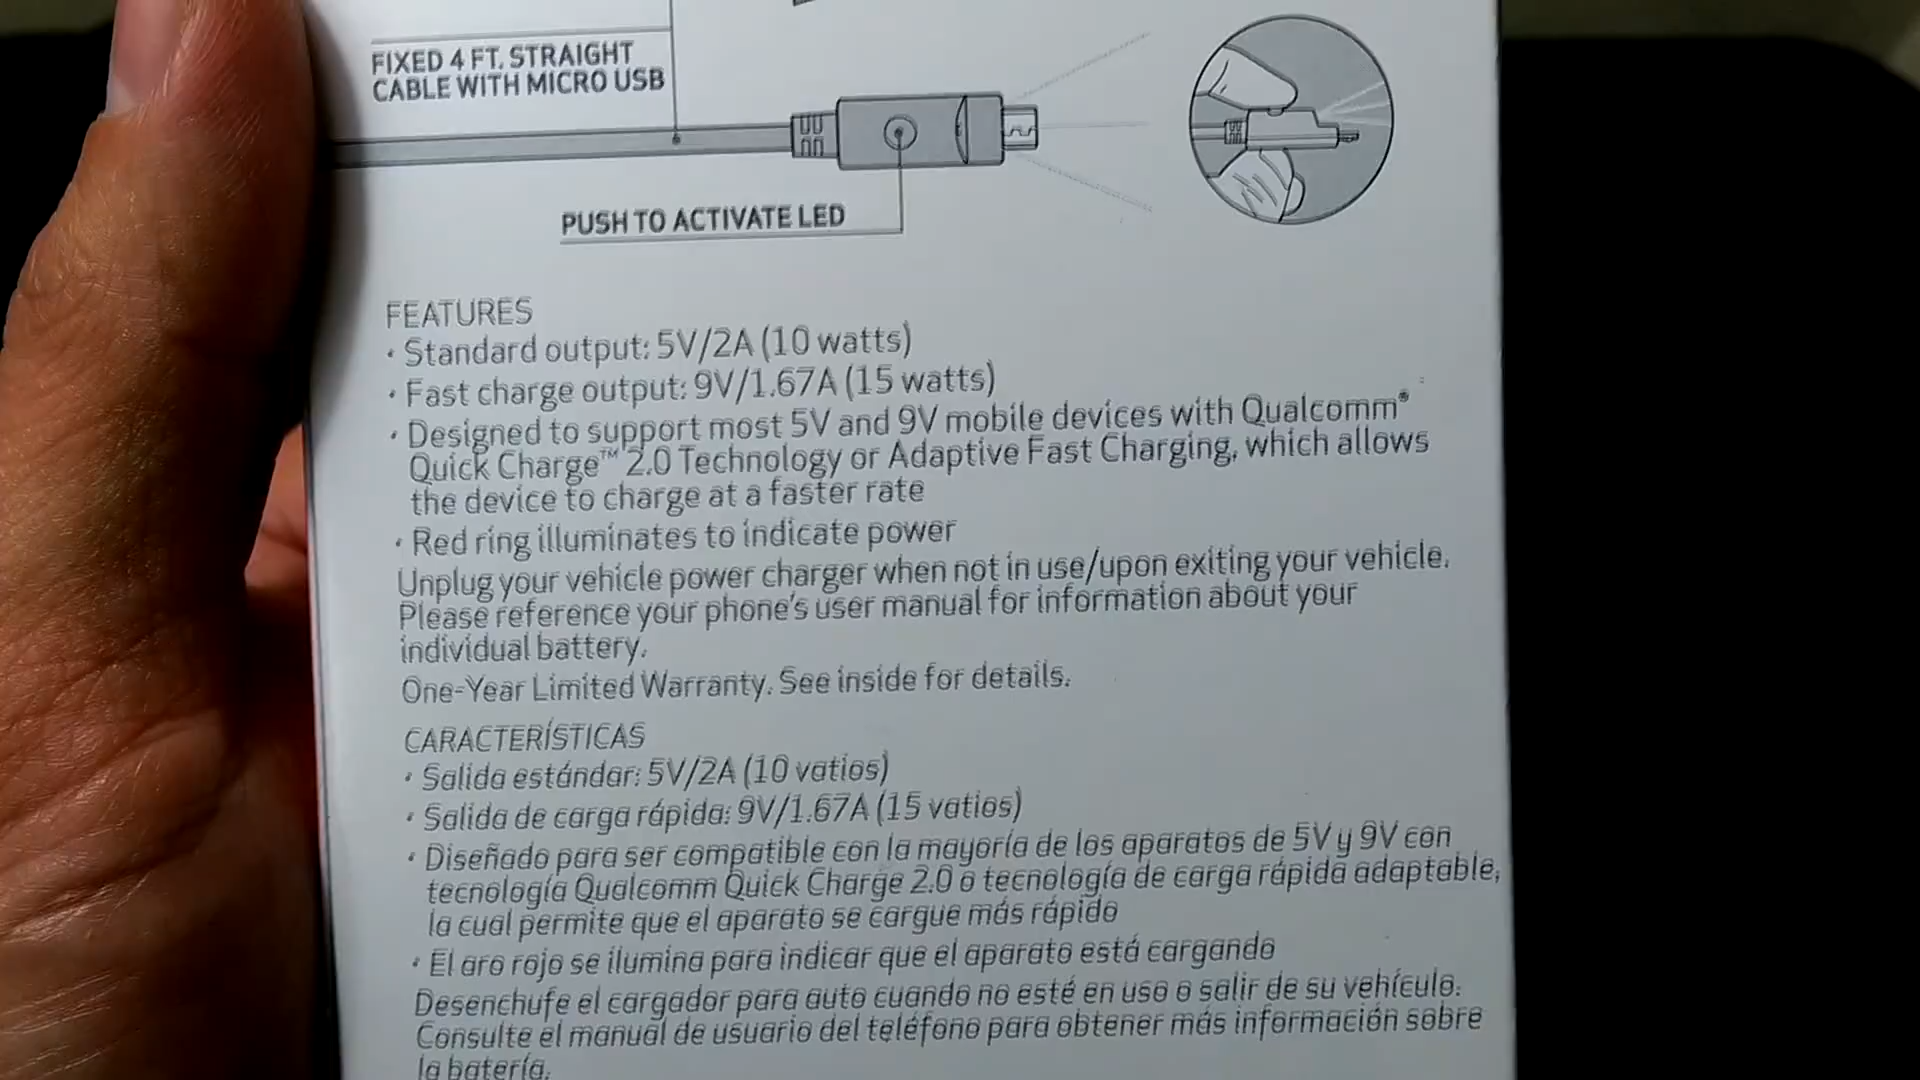 FIXED 4 FT. STRAIGHT
CABLE WITH MICRO USB
PUSH TO ACTIVATE LED
FEATURES
• Standard output: 5V/2A (10 watts)
• Fast charge output: 9V/1.67A (15 watts)
• Designed to support most 5V and 9V mobile devices with Qualcomm®
Quick Charge™ 2.0 Technology or Adaptive Fast Charging, which allows
the device to charge at a faster rate
• Red ring illuminates to indicate power
Unplug your vehicle power charger when not in use/upon exiting your vehicle.
Please reference your phone's user manual for information about your
individual battery.
One-Year Limited Warranty. See inside for details.
CARACTERÍSTICAS
• Salida estándar: 5V/2A (10 vatios)
• Salida de carga rápida: 9V/1.67A (15 vatios)
• Diseñado para ser compatible con la mayoría de los aparatos de 5V y 9V con
tecnología Qualcomm Quick Charge 2.0 o tecnología de carga rápida adaptable,
la cual permite que el aparato se cargue más rápido
• El aro rojo se ilumina para indicar que el aparato está cargando
Desenchufe el cargador para auto cuando no esté en uso o salir de su vehículo.
Consulte el manual de usuario del teléfono para obtener más información sobre
la batería.